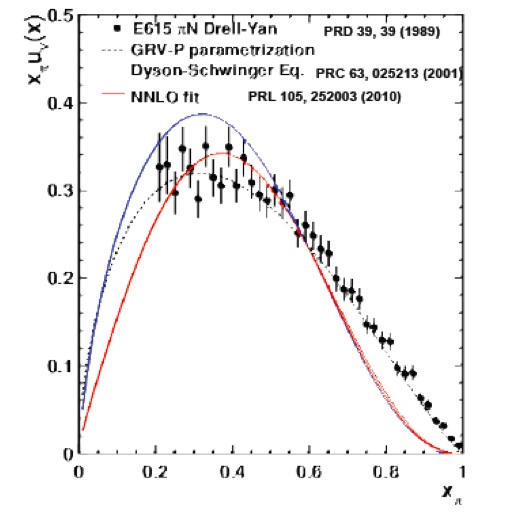 0.5
E615 πN Drell-Yan PRD 39, 39 (1989)
GRV-P parametrization
Dyson-Schwinger Eq. PRC 63, 025213 (2001)
NNLO fit PRL 105, 252003 (2010)
x_π u_v(x)
0.4
0.3
0.2
0.1
0
0 0.2 0.4 0.6 0.8 1
x_π